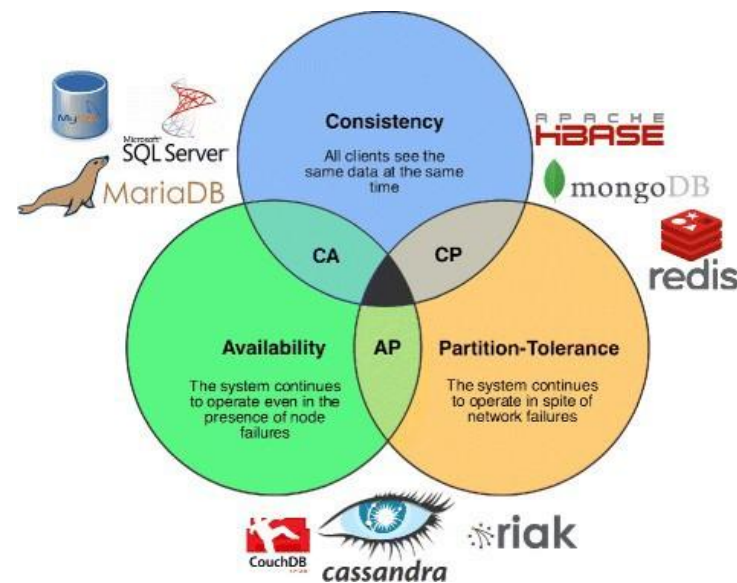 MySQL
Microsoft
SQL Server
MariaDB
Consistency
All clients see the
same data at the same
time
APACHE
HBASE
mongoDB
redis
CA
CP
Availability
The system continues
to operate even in the
presence of node
failures
AP
Partition-Tolerance
The system continues
to operate in spite of
network failures
CouchDB
cassandra
riak